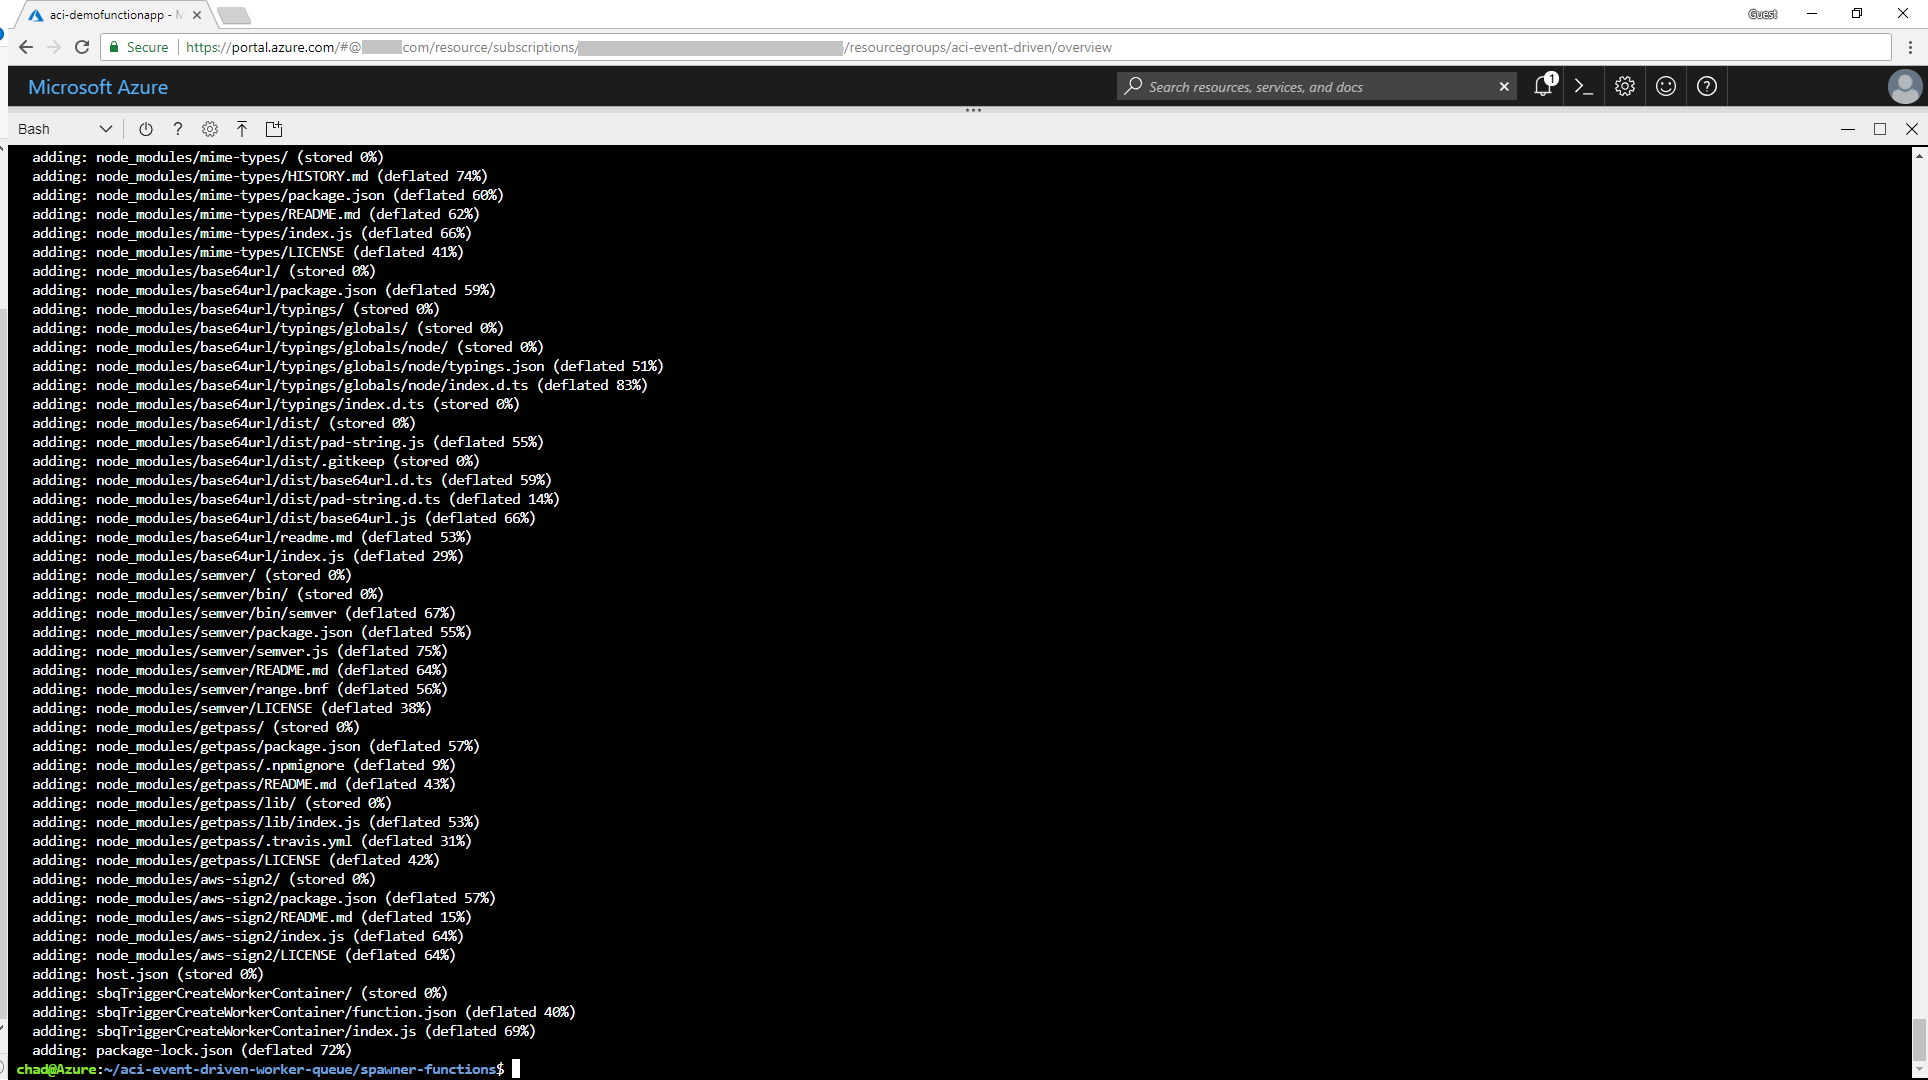 aci-demofunctionapp - M
Guest
Secure
https://portal.azure.com/#@
com/resource/subscriptions/
/resourcegroups/aci-event-driven/overview
Microsoft Azure
Search resources, services, and docs
1
Bash
adding: node_modules/mime-types/ (stored 0%)
adding: node_modules/mime-types/HISTORY.md (deflated 74%)
adding: node_modules/mime-types/package.json (deflated 60%)
adding: node_modules/mime-types/README.md (deflated 62%)
adding: node_modules/mime-types/index.js (deflated 66%)
adding: node_modules/mime-types/LICENSE (deflated 41%)
adding: node_modules/base64url/ (stored 0%)
adding: node_modules/base64url/package.json (deflated 59%)
adding: node_modules/base64url/typings/ (stored 0%)
adding: node_modules/base64url/typings/globals/ (stored 0%)
adding: node_modules/base64url/typings/globals/node/ (stored 0%)
adding: node_modules/base64url/typings/globals/node/typings.json (deflated 51%)
adding: node_modules/base64url/typings/globals/node/index.d.ts (deflated 83%)
adding: node_modules/base64url/typings/index.d.ts (stored 0%)
adding: node_modules/base64url/dist/ (stored 0%)
adding: node_modules/base64url/dist/pad-string.js (deflated 55%)
adding: node_modules/base64url/dist/.gitkeep (stored 0%)
adding: node_modules/base64url/dist/base64url.d.ts (deflated 59%)
adding: node_modules/base64url/dist/pad-string.d.ts (deflated 14%)
adding: node_modules/base64url/dist/base64url.js (deflated 66%)
adding: node_modules/base64url/readme.md (deflated 53%)
adding: node_modules/base64url/index.js (deflated 29%)
adding: node_modules/semver/ (stored 0%)
adding: node_modules/semver/bin/ (stored 0%)
adding: node_modules/semver/bin/semver (deflated 67%)
adding: node_modules/semver/package.json (deflated 55%)
adding: node_modules/semver/semver.js (deflated 75%)
adding: node_modules/semver/README.md (deflated 64%)
adding: node_modules/semver/range.bnf (deflated 56%)
adding: node_modules/semver/LICENSE (deflated 38%)
adding: node_modules/getpass/ (stored 0%)
adding: node_modules/getpass/package.json (deflated 57%)
adding: node_modules/getpass/.npmignore (deflated 9%)
adding: node_modules/getpass/README.md (deflated 43%)
adding: node_modules/getpass/lib/ (stored 0%)
adding: node_modules/getpass/lib/index.js (deflated 53%)
adding: node_modules/getpass/.travis.yml (deflated 31%)
adding: node_modules/getpass/LICENSE (deflated 42%)
adding: node_modules/aws-sign2/ (stored 0%)
adding: node_modules/aws-sign2/package.json (deflated 57%)
adding: node_modules/aws-sign2/README.md (deflated 15%)
adding: node_modules/aws-sign2/index.js (deflated 64%)
adding: node_modules/aws-sign2/LICENSE (deflated 64%)
adding: host.json (stored 0%)
adding: sbqTriggerCreateWorkerContainer/ (stored 0%)
adding: sbqTriggerCreateWorkerContainer/function.json (deflated 40%)
adding: sbqTriggerCreateWorkerContainer/index.js (deflated 69%)
adding: package-lock.json (deflated 72%)
chad@Azure:~/aci-event-driven-worker-queue/spawner-functions$